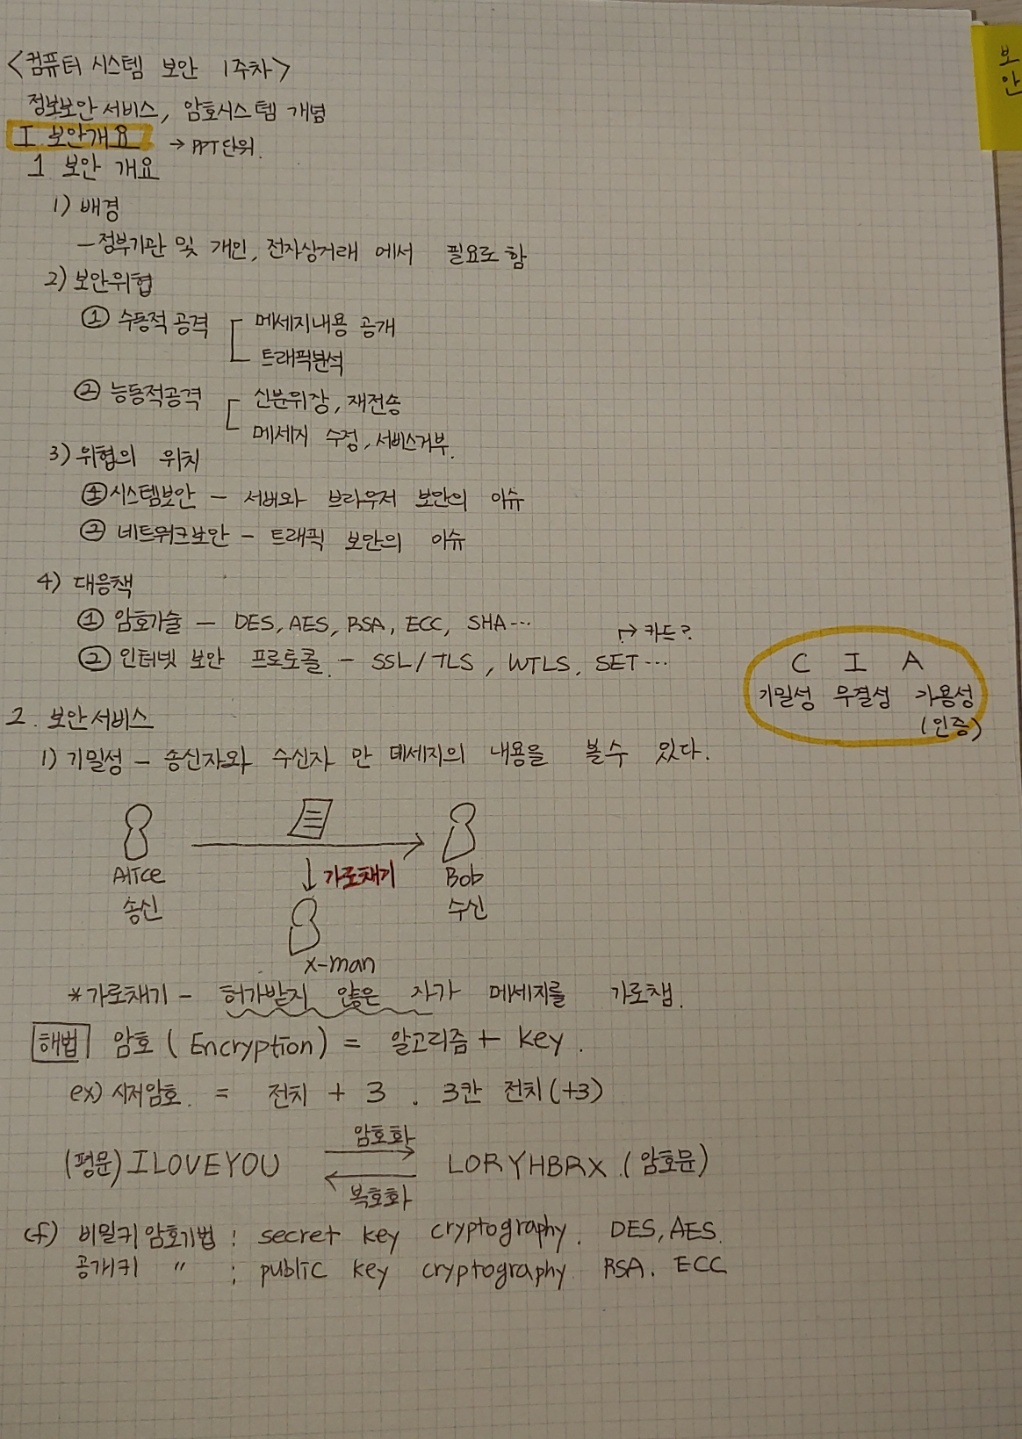 <컴퓨터 시스템 보안 1주차>
보안
정보보안 서비스, 암호시스템 개념
I 보안개요 → PPT단위.
1 보안 개요
1) 배경
- 정부기관 및 개인, 전자상거래 에서 필요로 함
2) 보안위협
① 수동적 공격 메세지내용 공개
트래픽분석
② 능동적공격 신분위장, 재전송
메세지 수정, 서비스거부.
3) 위협의 위치
① 시스템보안 - 서버와 브라우저 보안의 이슈
② 네트워크보안 - 트래픽 보안의 이슈
4) 대응책
① 암호기술 - DES, AES, RSA, ECC, SHA...
↱ 카드?
② 인터넷 보안 프로토콜. - SSL/TLS, WTLS, SET...
C I A
기밀성 무결성 가용성
(인증)
2. 보안서비스
1) 기밀성 - 송신자와 수신자 만 메세지의 내용을 볼수 있다.
Alice Bob
↓ 가로채기
송신 수신
x-man
*가로채기 - 허가받지 않은 자가 메세지를 가로챔.
해법 암호 (Encryption) = 알고리즘 + key.
ex) 시저암호. = 전치 + 3 . 3칸 전치(+3)
암호화
(평문) ILOVEYOU LORYHBRX. (암호문)
복호화
cf) 비밀키 암호기법 : secret key cryptography. DES, AES.
공개키 〃 : public key cryptography RSA. ECC